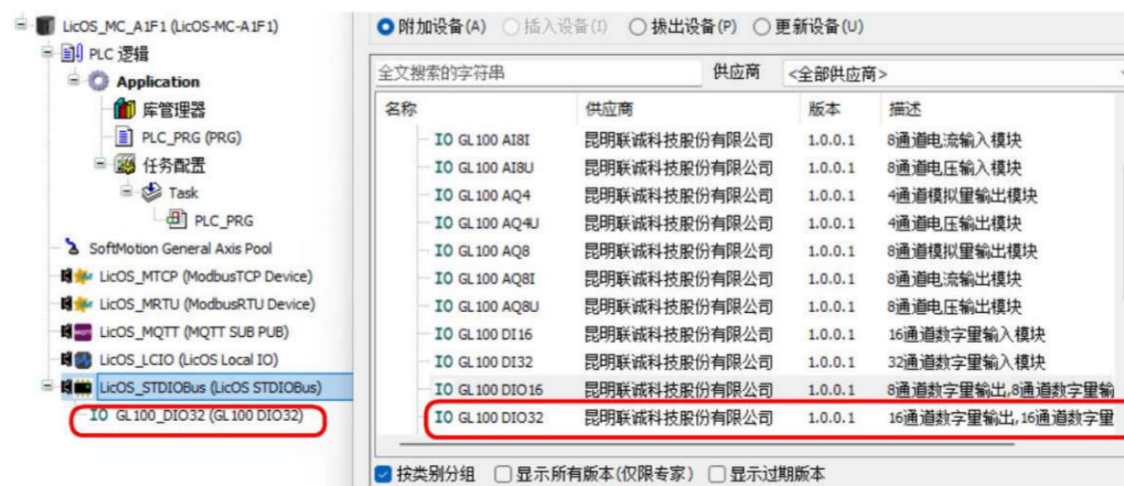 LicOS_MC_A1F1 (LicOS-MC-A1F1)
PLC 逻辑
Application
库管理器
PLC_PRG (PRG)
任务配置
Task
PLC_PRG
SoftMotion General Axis Pool
LicOS_MTCP (ModbusTCP Device)
LicOS_MRTU (ModbusRTU Device)
LicOS_MQTT (MQTT SUB PUB)
LicOS_LCIO (LicOS Local IO)
LicOS_STDIOBus (LicOS STDIOBus)
IO GL100_DIO32 (GL100 DIO32)
附加设备(A) 插入设备(I) 拔出设备(P) 更新设备(U)
全文搜索的字符串 供应商 <全部供应商>
名称 供应商 版本 描述
IO GL100 AI8I 昆明联诚科技股份有限公司 1.0.0.1 8通道电流输入模块
IO GL100 AI8U 昆明联诚科技股份有限公司 1.0.0.1 8通道电压输入模块
IO GL100 AQ4 昆明联诚科技股份有限公司 1.0.0.1 4通道模拟量输出模块
IO GL100 AQ4U 昆明联诚科技股份有限公司 1.0.0.1 4通道电压输出模块
IO GL100 AQ8 昆明联诚科技股份有限公司 1.0.0.1 8通道模拟量输出模块
IO GL100 AQ8I 昆明联诚科技股份有限公司 1.0.0.1 8通道电流输出模块
IO GL100 AQ8U 昆明联诚科技股份有限公司 1.0.0.1 8通道电压输出模块
IO GL100 DI16 昆明联诚科技股份有限公司 1.0.0.1 16通道数字量输入模块
IO GL100 DI32 昆明联诚科技股份有限公司 1.0.0.1 32通道数字量输入模块
IO GL100 DIO16 昆明联诚科技股份有限公司 1.0.0.1 8通道数字量输出,8通道数字量输
IO GL100 DIO32 昆明联诚科技股份有限公司 1.0.0.1 16通道数字量输出,16通道数字量
按类别分组 显示所有版本(仅限专家) 显示过期版本